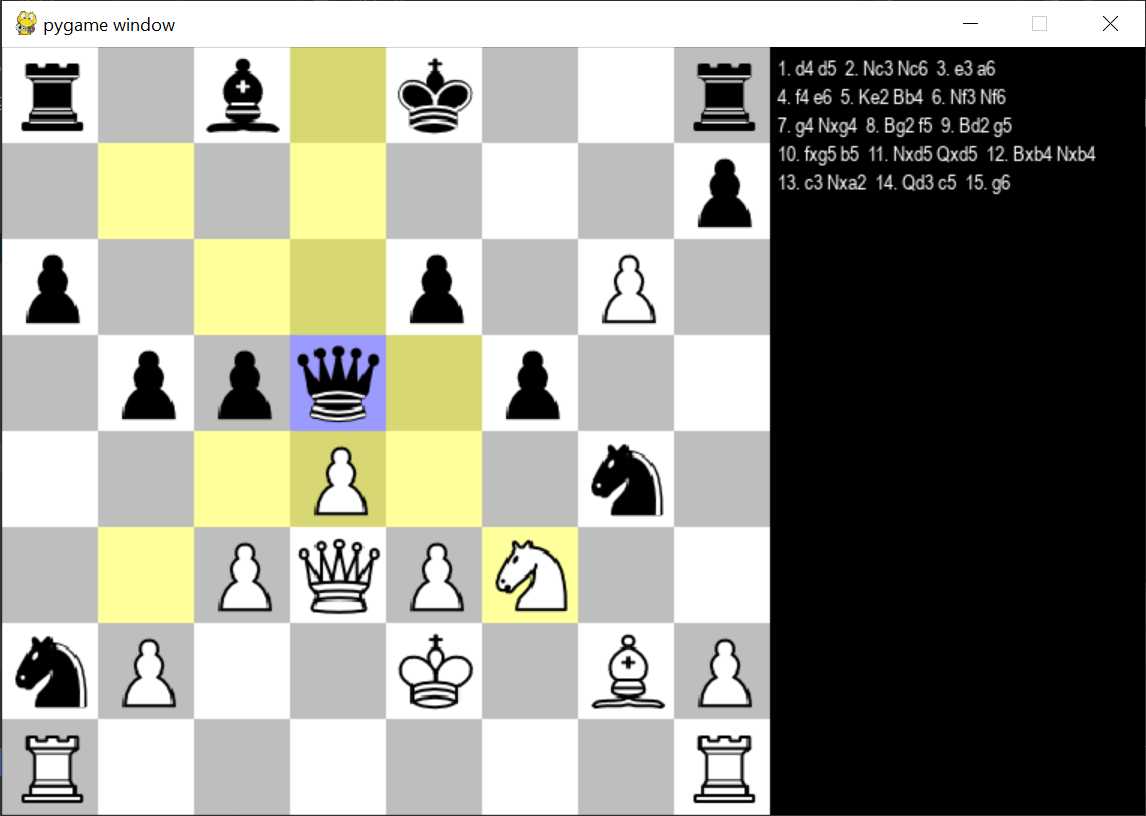 pygame window
1. d4 d5 2. Nc3 Nc6 3. e3 a6
4. f4 e6 5. Ke2 Bb4 6. Nf3 Nf6
7. g4 Nxg4 8. Bg2 f5 9. Bd2 g5
10. fxg5 b5 11. Nxd5 Qxd5 12. Bxb4 Nxb4
13. c3 Nxa2 14. Qd3 c5 15. g6